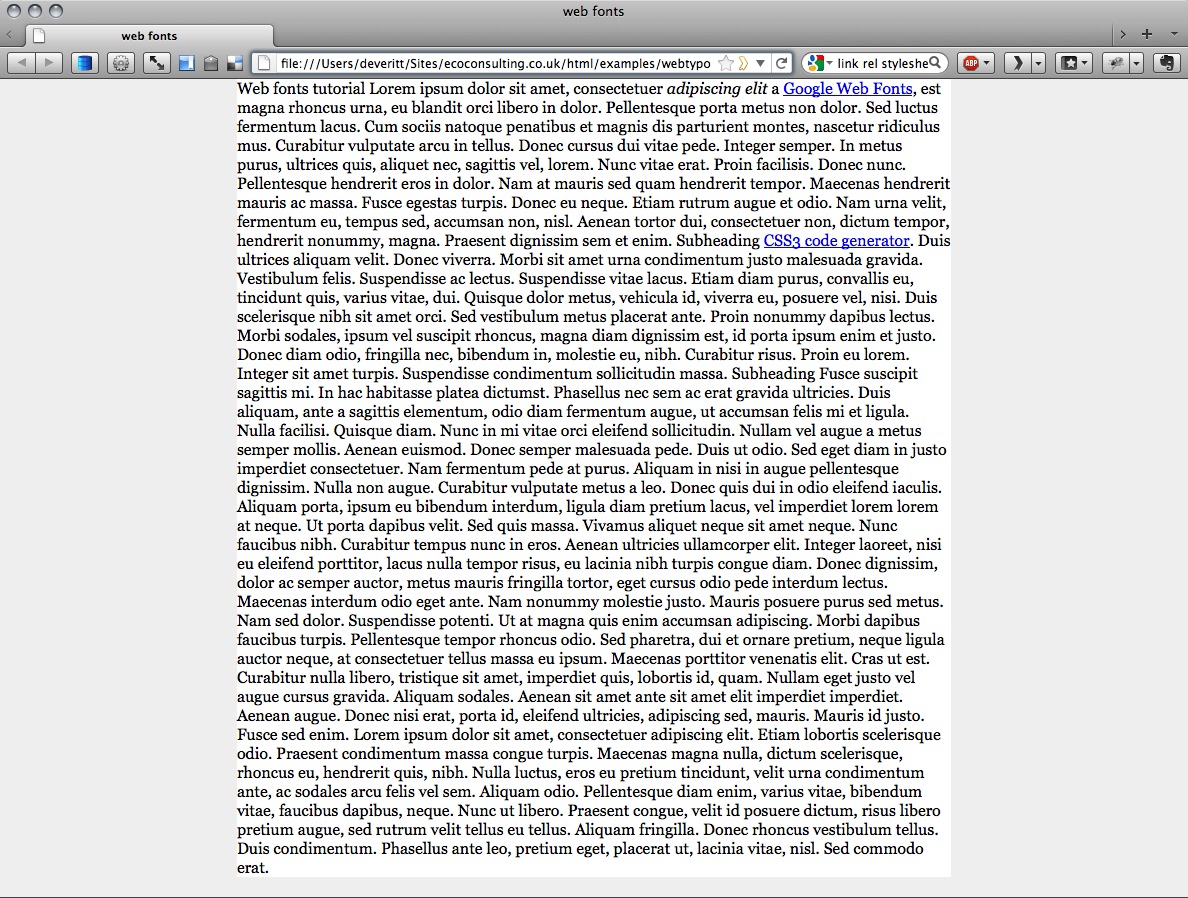 web fonts
web fonts
file:///Users/deveritt/Sites/ecoconsulting.co.uk/html/examples/webtypo
link rel styleshe
ABP
Web fonts tutorial Lorem ipsum dolor sit amet, consectetuer adipiscing elit a Google Web Fonts, est
magna rhoncus urna, eu blandit orci libero in dolor. Pellentesque porta metus non dolor. Sed luctus
fermentum lacus. Cum sociis natoque penatibus et magnis dis parturient montes, nascetur ridiculus
mus. Curabitur vulputate arcu in tellus. Donec cursus dui vitae pede. Integer semper. In metus
purus, ultrices quis, aliquet nec, sagittis vel, lorem. Nunc vitae erat. Proin facilisis. Donec nunc.
Pellentesque hendrerit eros in dolor. Nam at mauris sed quam hendrerit tempor. Maecenas hendrerit
mauris ac massa. Fusce egestas turpis. Donec eu neque. Etiam rutrum augue et odio. Nam urna velit,
fermentum eu, tempus sed, accumsan non, nisl. Aenean tortor dui, consectetuer non, dictum tempor,
hendrerit nonummy, magna. Praesent dignissim sem et enim. Subheading CSS3 code generator. Duis
ultrices aliquam velit. Donec viverra. Morbi sit amet urna condimentum justo malesuada gravida.
Vestibulum felis. Suspendisse ac lectus. Suspendisse vitae lacus. Etiam diam purus, convallis eu,
tincidunt quis, varius vitae, dui. Quisque dolor metus, vehicula id, viverra eu, posuere vel, nisi. Duis
scelerisque nibh sit amet orci. Sed vestibulum metus placerat ante. Proin nonummy dapibus lectus.
Morbi sodales, ipsum vel suscipit rhoncus, magna diam dignissim est, id porta ipsum enim et justo.
Donec diam odio, fringilla nec, bibendum in, molestie eu, nibh. Curabitur risus. Proin eu lorem.
Integer sit amet turpis. Suspendisse condimentum sollicitudin massa. Subheading Fusce suscipit
sagittis mi. In hac habitasse platea dictumst. Phasellus nec sem ac erat gravida ultricies. Duis
aliquam, ante a sagittis elementum, odio diam fermentum augue, ut accumsan felis mi et ligula.
Nulla facilisi. Quisque diam. Nunc in mi vitae orci eleifend sollicitudin. Nullam vel augue a metus
semper mollis. Aenean euismod. Donec semper malesuada pede. Duis ut odio. Sed eget diam in justo
imperdiet consectetuer. Nam fermentum pede at purus. Aliquam in nisi in augue pellentesque
dignissim. Nulla non augue. Curabitur vulputate metus a leo. Donec quis dui in odio eleifend iaculis.
Aliquam porta, ipsum eu bibendum interdum, ligula diam pretium lacus, vel imperdiet lorem lorem
at neque. Ut porta dapibus velit. Sed quis massa. Vivamus aliquet neque sit amet neque. Nunc
faucibus nibh. Curabitur tempus nunc in eros. Aenean ultricies ullamcorper elit. Integer laoreet, nisi
eu eleifend porttitor, lacus nulla tempor risus, eu lacinia nibh turpis congue diam. Donec dignissim,
dolor ac semper auctor, metus mauris fringilla tortor, eget cursus odio pede interdum lectus.
Maecenas interdum odio eget ante. Nam nonummy molestie justo. Mauris posuere purus sed metus.
Nam sed dolor. Suspendisse potenti. Ut at magna quis enim accumsan adipiscing. Morbi dapibus
faucibus turpis. Pellentesque tempor rhoncus odio. Sed pharetra, dui et ornare pretium, neque ligula
auctor neque, at consectetuer tellus massa eu ipsum. Maecenas porttitor venenatis elit. Cras ut est.
Curabitur nulla libero, tristique sit amet, imperdiet quis, lobortis id, quam. Nullam eget justo vel
augue cursus gravida. Aliquam sodales. Aenean sit amet ante sit amet elit imperdiet imperdiet.
Aenean augue. Donec nisi erat, porta id, eleifend ultricies, adipiscing sed, mauris. Mauris id justo.
Fusce sed enim. Lorem ipsum dolor sit amet, consectetuer adipiscing elit. Etiam lobortis scelerisque
odio. Praesent condimentum massa congue turpis. Maecenas magna nulla, dictum scelerisque,
rhoncus eu, hendrerit quis, nibh. Nulla luctus, eros eu pretium tincidunt, velit urna condimentum
ante, ac sodales arcu felis vel sem. Aliquam odio. Pellentesque diam enim, varius vitae, bibendum
vitae, faucibus dapibus, neque. Nunc ut libero. Praesent congue, velit id posuere dictum, risus libero
pretium augue, sed rutrum velit tellus eu tellus. Aliquam fringilla. Donec rhoncus vestibulum tellus.
Duis condimentum. Phasellus ante leo, pretium eget, placerat ut, lacinia vitae, nisl. Sed commodo
erat.